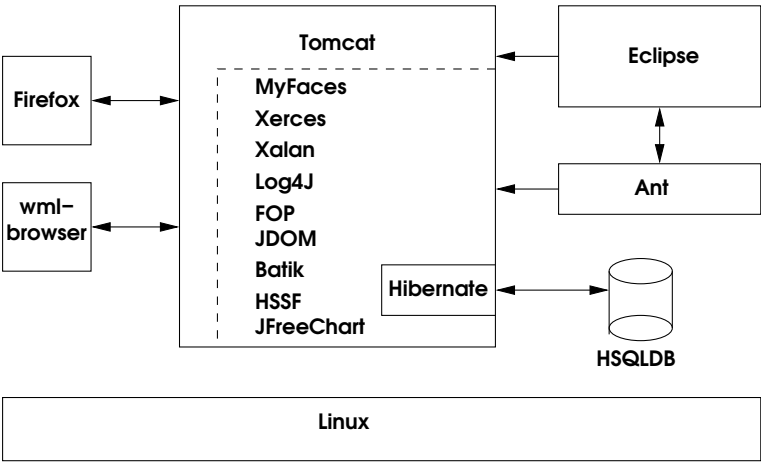 Tomcat
MyFaces
Xerces
Xalan
Log4J
FOP
JDOM
Batik
HSSF
JFreeChart
Hibernate
Firefox
wml–
browser
Eclipse
Ant
HSQLDB
Linux